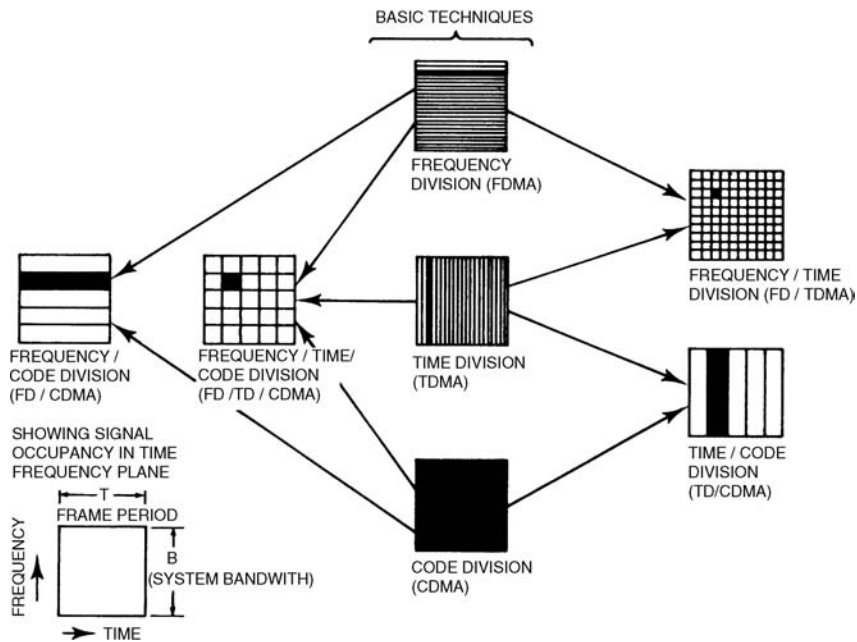 BASIC TECHNIQUES
FREQUENCY
DIVISION (FDMA)
FREQUENCY / TIME
DIVISION (FD / TDMA)
FREQUENCY /
CODE DIVISION
(FD / CDMA)
FREQUENCY / TIME/
CODE DIVISION
(FD /TD / CDMA)
TIME DIVISION
(TDMA)
TIME / CODE
DIVISION
(TD/CDMA)
CODE DIVISION
(CDMA)
SHOWING SIGNAL
OCCUPANCY IN TIME
FREQUENCY PLANE
T
FRAME PERIOD
B
(SYSTEM BANDWITH)
FREQUENCY
TIME